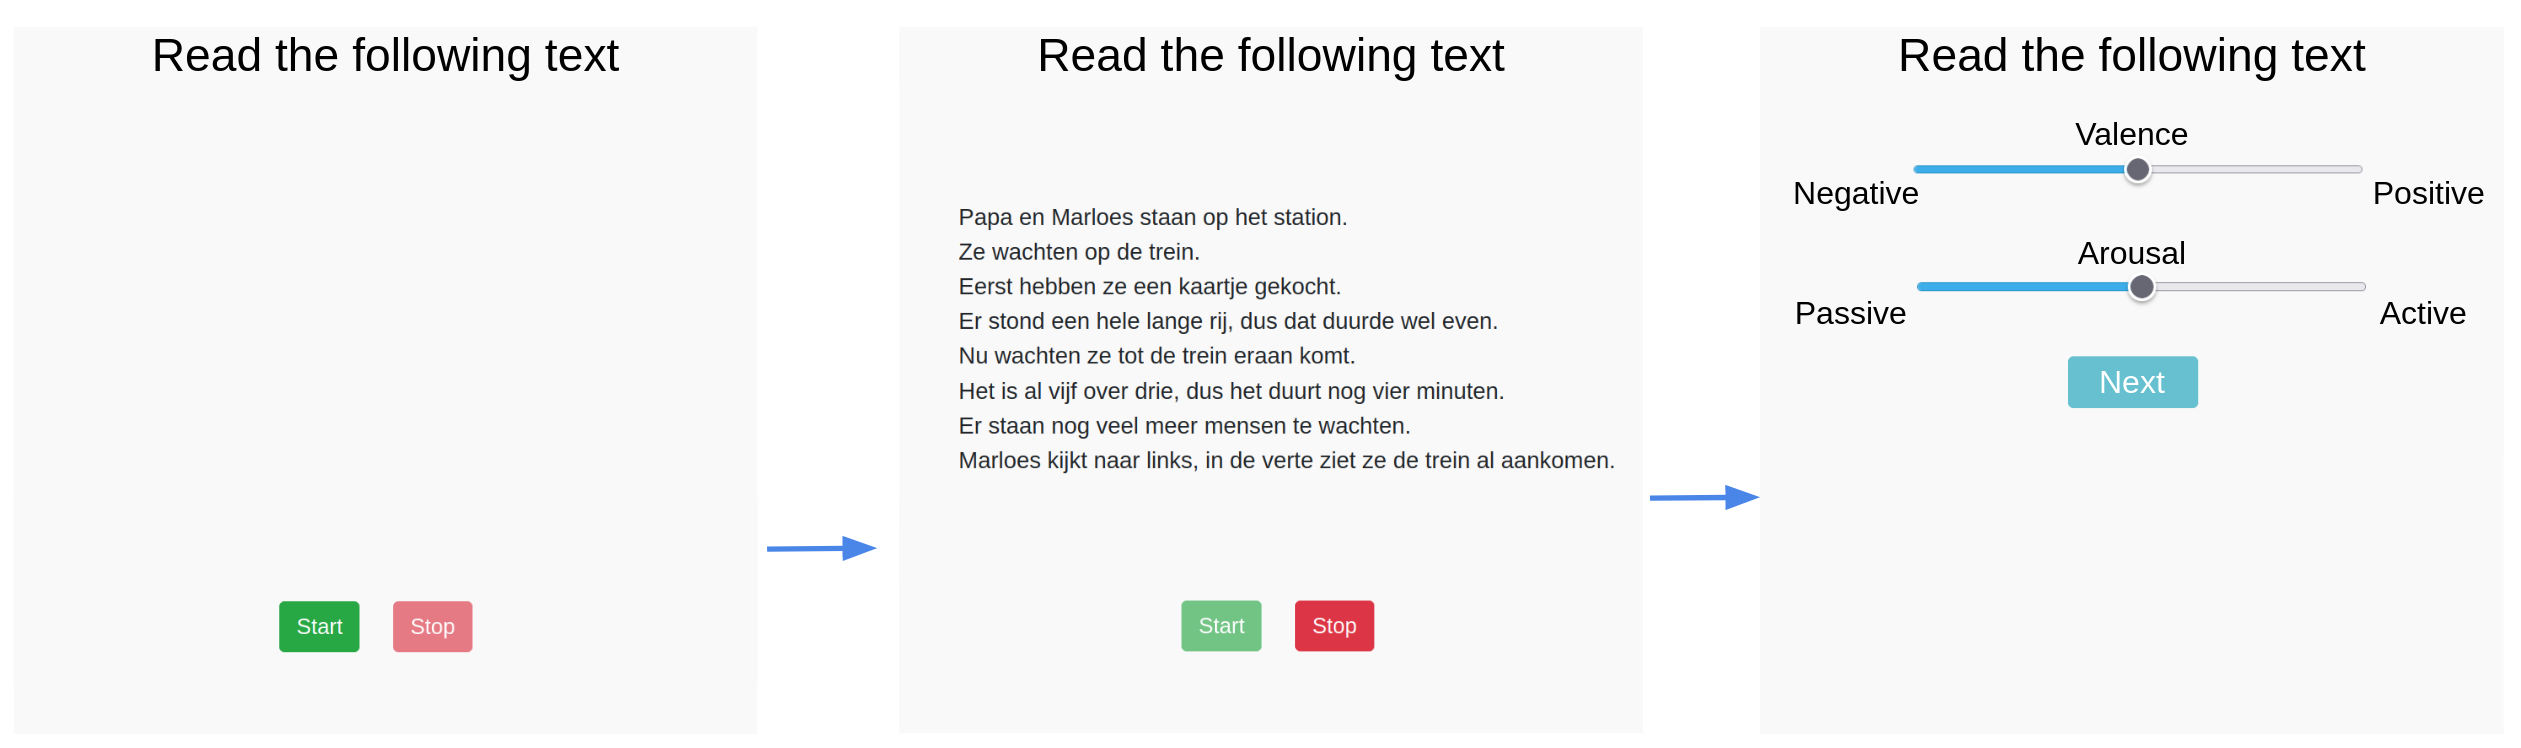 Read the following text
Start
Stop
Read the following text
Papa en Marloes staan op het station.
Ze wachten op de trein.
Eerst hebben ze een kaartje gekocht.
Er stond een hele lange rij, dus dat duurde wel even.
Nu wachten ze tot de trein eraan komt.
Het is al vijf over drie, dus het duurt nog vier minuten.
Er staan nog veel meer mensen te wachten.
Marloes kijkt naar links, in de verte ziet ze de trein al aankomen.
Start
Stop
Read the following text
Valence
Negative
Positive
Arousal
Passive
Active
Next